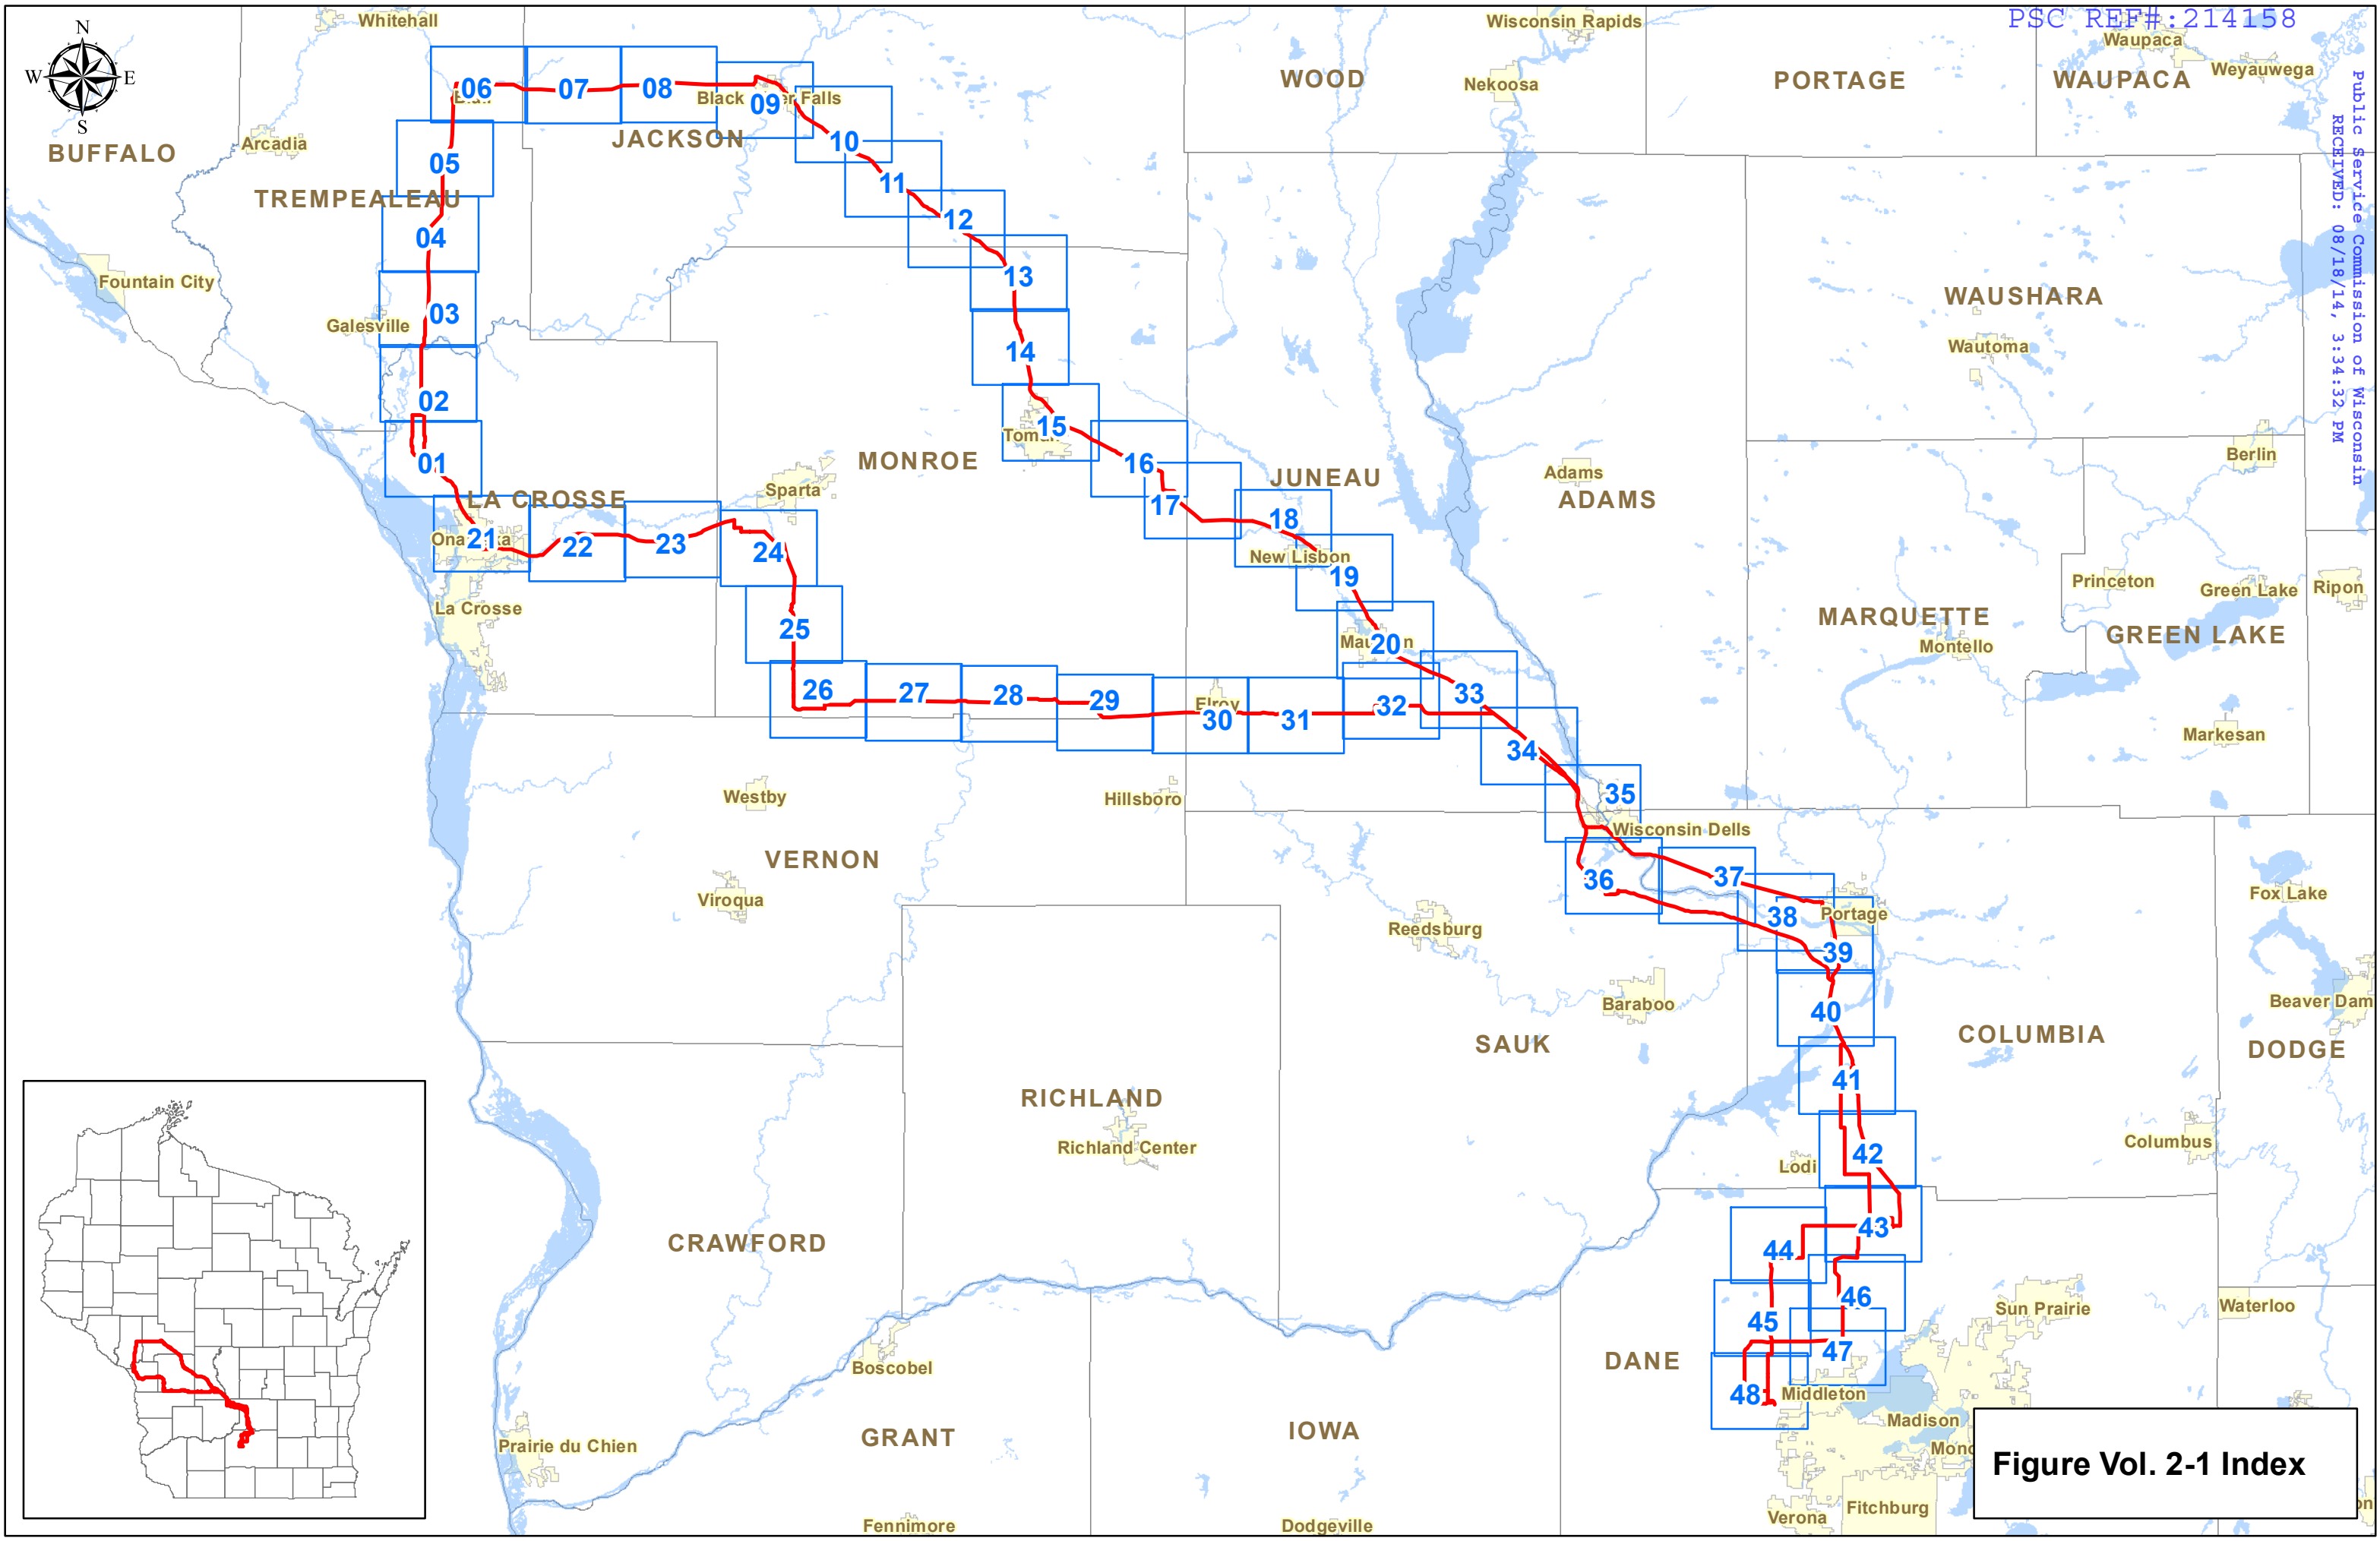 PSC REF#:214158
Public Service Commission of Wisconsin
RECEIVED: 08/18/14, 3:34:32 PM
N
W
E
S
Whitehall
Wisconsin Rapids
Waupaca
Weyauwega
WOOD
Nekoosa
PORTAGE
WAUPACA
06
07
08
Black
er Falls
09
JACKSON
10
BUFFALO
Arcadia
05
TREMPEALEAU
11
12
04
13
Fountain City
03
Galesville
14
WAUSHARA
Wautoma
02
15
01
16
17
MONROE
Sparta
LA CROSSE
21
22
23
24
JUNEAU
18
New Lisbon
19
Adams
ADAMS
Berlin
Princeton
Green Lake
Ripon
La Crosse
25
MARQUETTE
Montello
GREEN LAKE
20
26
27
28
29
Elroy
30
31
32
33
34
Markesan
35
Westby
Hillsboro
Wisconsin Dells
VERNON
36
37
Viroqua
Reedsburg
38
Portage
39
Fox Lake
Baraboo
40
Beaver Dam
SAUK
COLUMBIA
DODGE
41
RICHLAND
Richland Center
42
Lodi
Columbus
43
CRAWFORD
44
46
45
Sun Prairie
Waterloo
47
DANE
Boscobel
48
Middleton
Madison
GRANT
IOWA
Prairie du Chien
Fennimore
Dodgeville
Verona
Fitchburg
Figure Vol. 2-1 Index